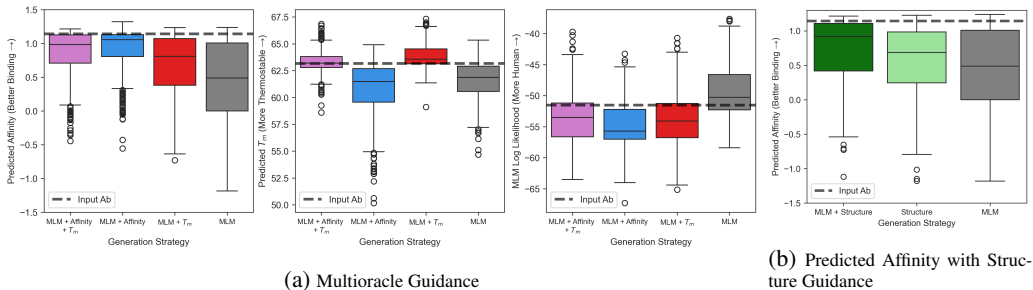 Predicted Affinity (Better Binding →)
1.5
1.0
0.5
0.0
−0.5
−1.0
−1.5
Input Ab
MLM + Affinity
+ Tm
MLM + Affinity
MLM + Tm
MLM
Generation Strategy
Predicted Tm (More Thermostable →)
67.5
65.0
62.5
60.0
57.5
55.0
52.5
50.0
Input Ab
MLM + Affinity
+ Tm
MLM + Affinity
MLM + Tm
MLM
Generation Strategy
MLM Log Likelihood (More Human →)
−40
−45
−50
−55
−60
−65
Input Ab
MLM + Affinity
+ Tm
MLM + Affinity
MLM + Tm
MLM
Generation Strategy
(a) Multioracle Guidance
Predicted Affinity (Better Binding →)
1.0
0.5
0.0
−0.5
−1.0
−1.5
Input Ab
MLM + Structure
Structure
MLM
Generation Strategy
(b) Predicted Affinity with Struc-
ture Guidance